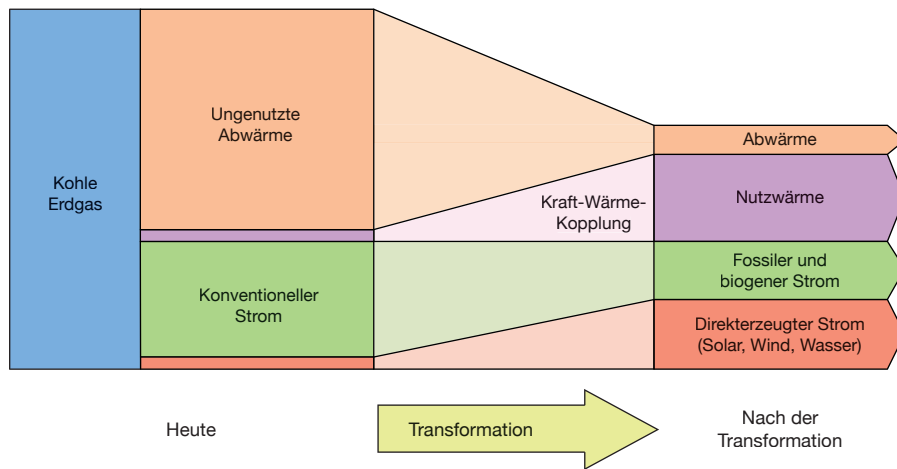 Kohle
Erdgas
Ungenutzte
Abwärme
Konventioneller
Strom
Kraft-Wärme-
Kopplung
Abwärme
Nutzwärme
Fossiler und
biogener Strom
Direkterzeugter Strom
(Solar, Wind, Wasser)
Heute
Transformation
Nach der
Transformation